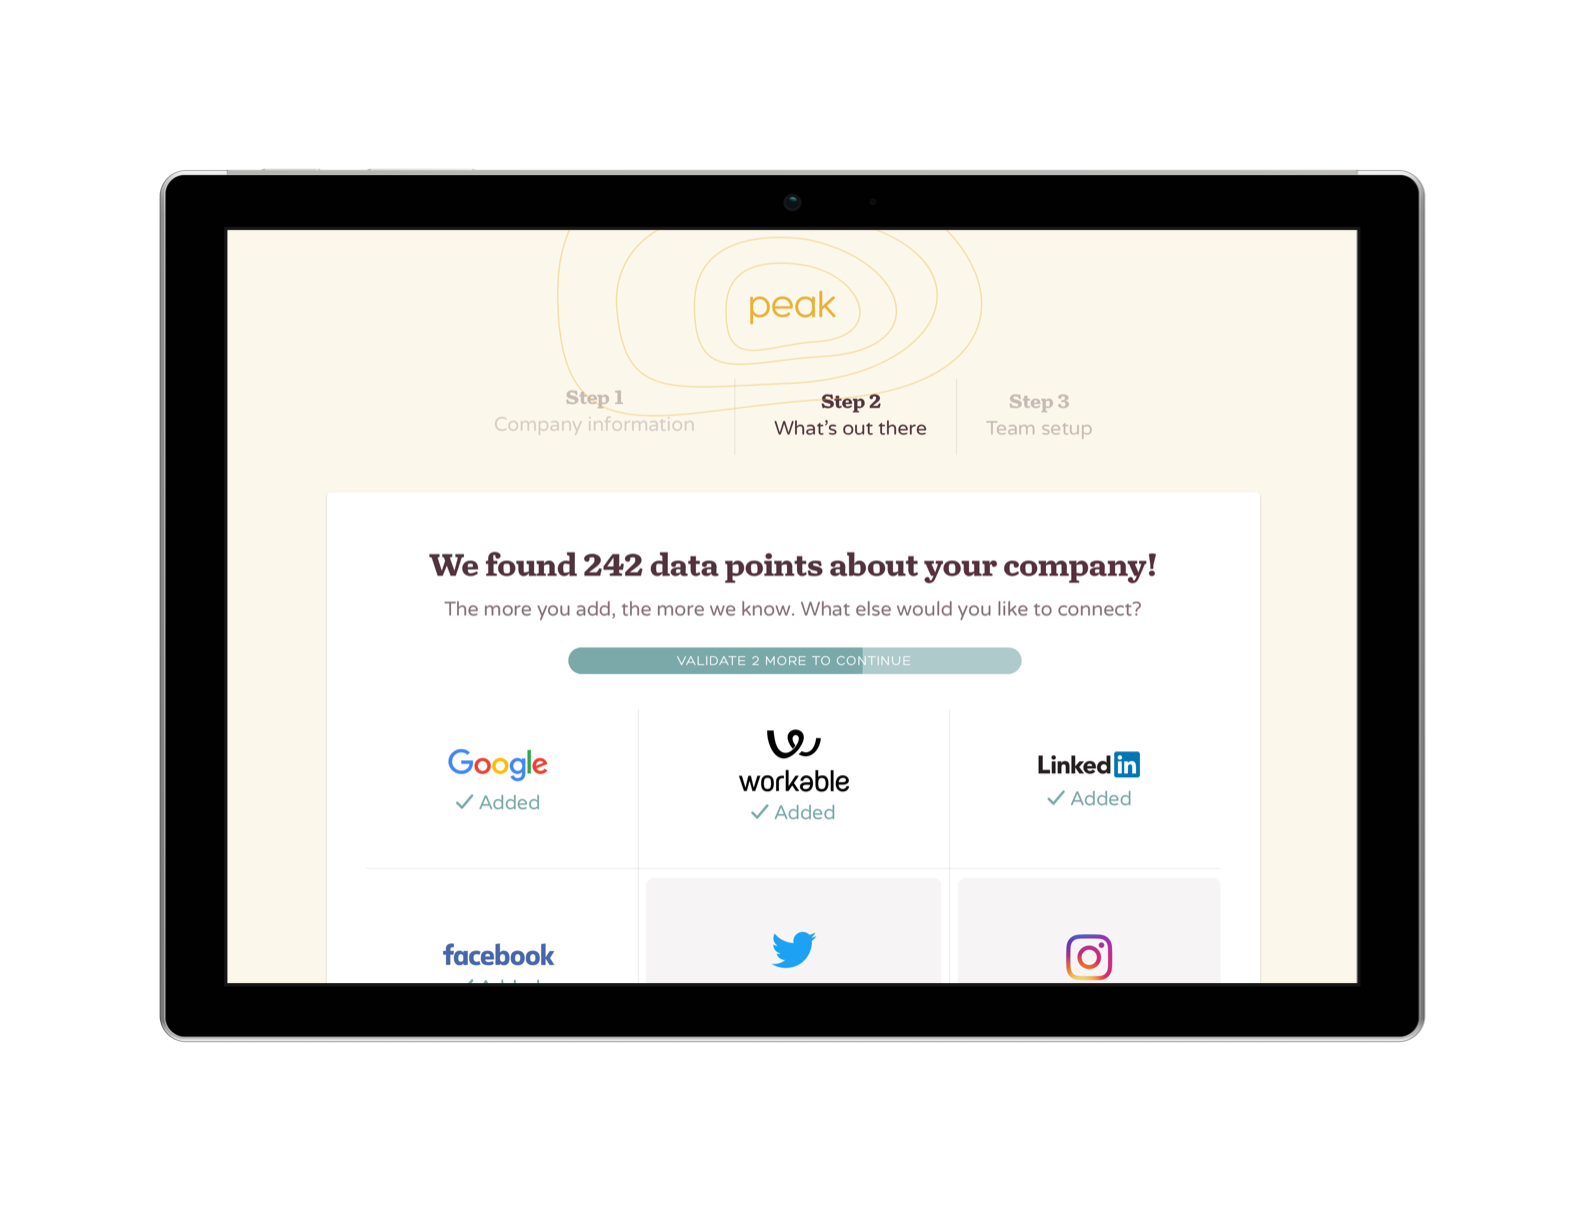 peak
Step 1
Company information
Step 2
What's out there
Step 3
Team setup
We found 242 data points about your company!
The more you add, the more we know. What else would you like to connect?
VALIDATE 2 MORE TO CONTINUE
Google
Added
workable
Added
Linked in
Added
facebook